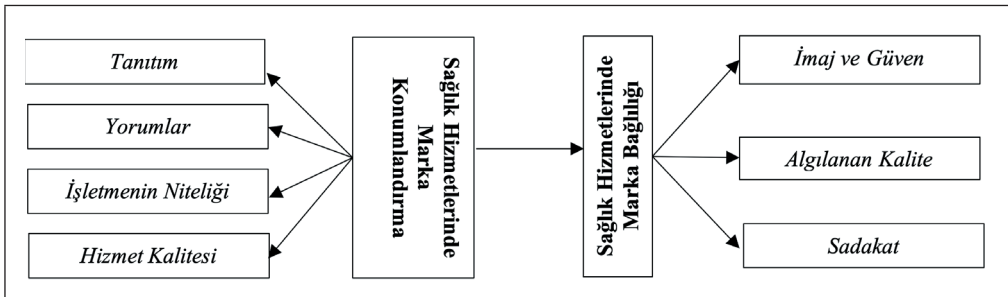 Tanıtım
Yorumlar
İşletmenin Niteliği
Hizmet Kalitesi
Sağlık Hizmetlerinde
Marka
Konumlandırma
Sağlık Hizmetlerinde
Marka Bağlılığı
İmaj ve Güven
Algılanan Kalite
Sadakat